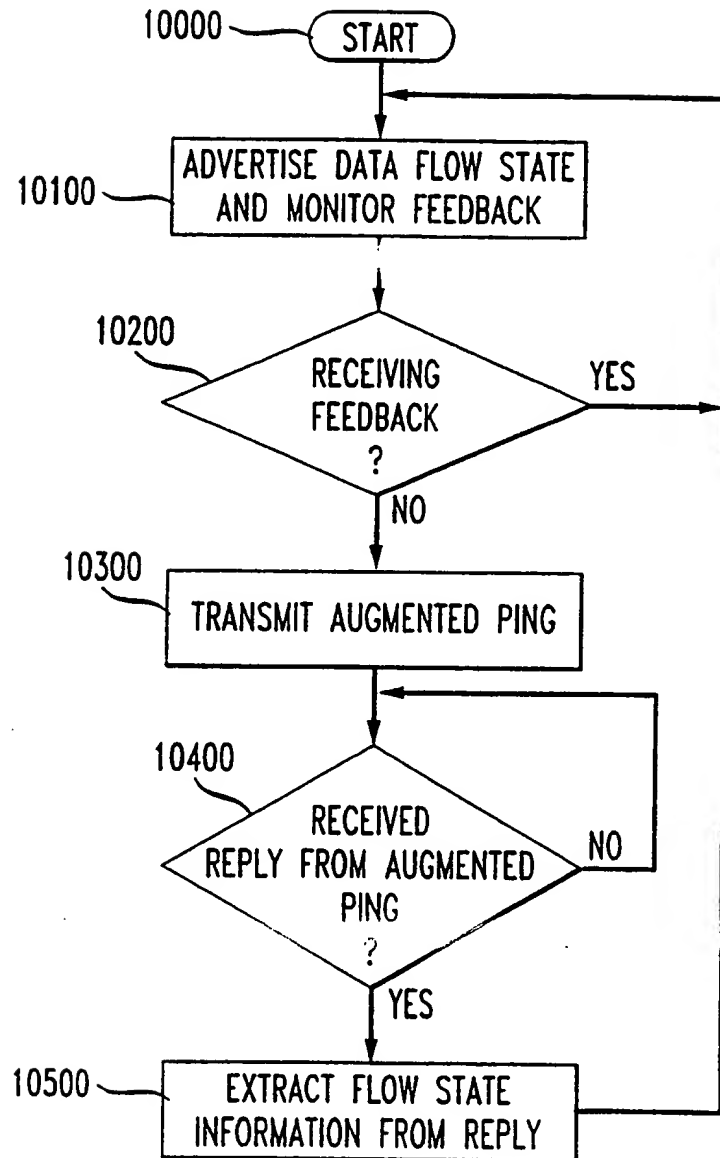 10000
START
10100
ADVERTISE DATA FLOW STATE
AND MONITOR FEEDBACK
10200
RECEIVING
FEEDBACK
?
YES
NO
10300
TRANSMIT AUGMENTED PING
10400
RECEIVED
REPLY FROM AUGMENTED
PING
?
NO
YES
10500
EXTRACT FLOW STATE
INFORMATION FROM REPLY